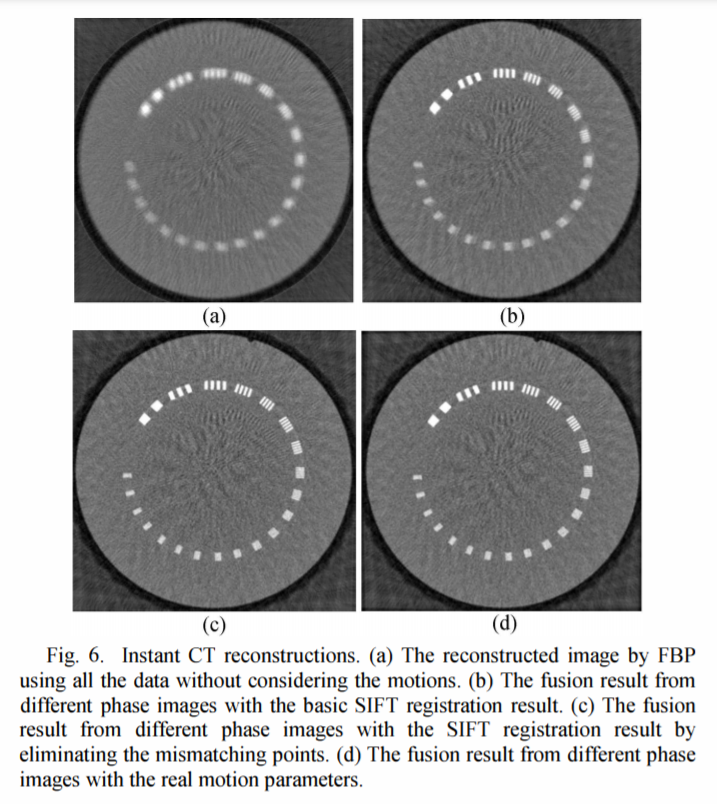 (a)
(b)
(c)
(d)
Fig. 6. Instant CT reconstructions. (a) The reconstructed image by FBP
using all the data without considering the motions. (b) The fusion result from
different phase images with the basic SIFT registration result. (c) The fusion
result from different phase images with the SIFT registration result by
eliminating the mismatching points. (d) The fusion result from different phase
images with the real motion parameters.